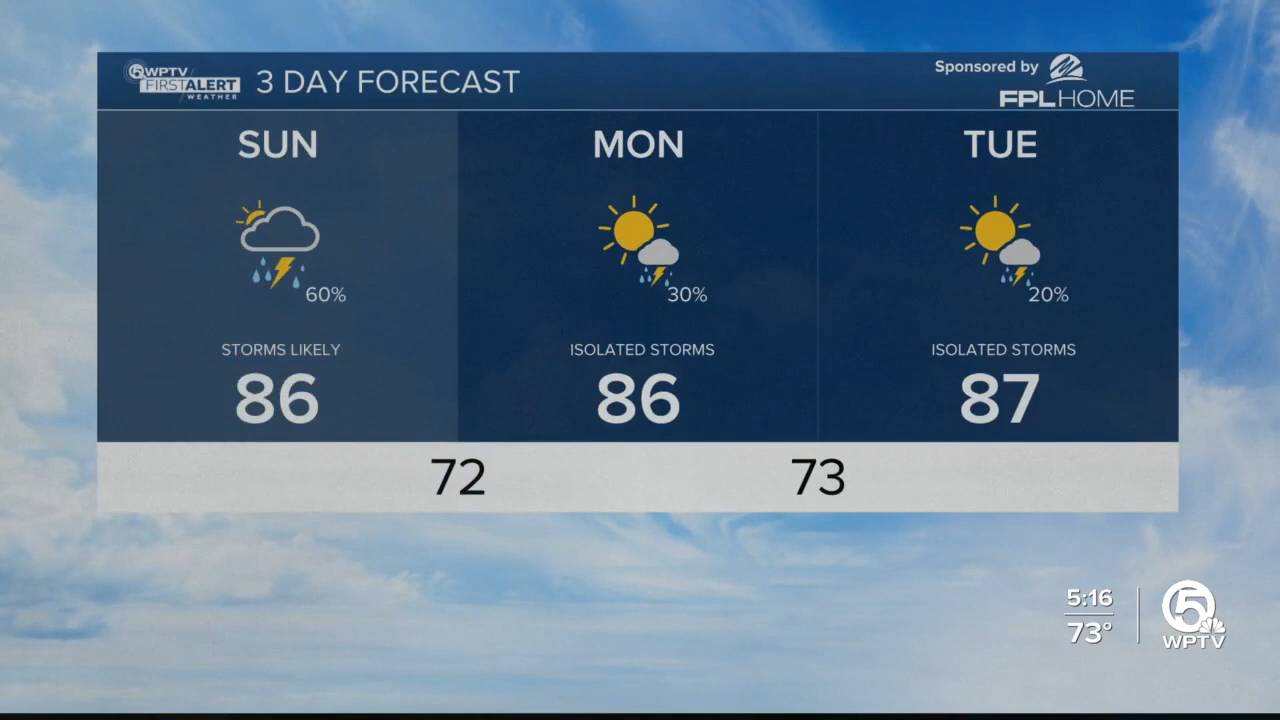 5 WPTV
FIRST ALERT
WEATHER
3 DAY FORECAST
Sponsored by
FPL HOME
SUN
MON
TUE
60%
30%
20%
STORMS LIKELY
ISOLATED STORMS
ISOLATED STORMS
86
86
87
72
73
5:16
73°
5
WPTV